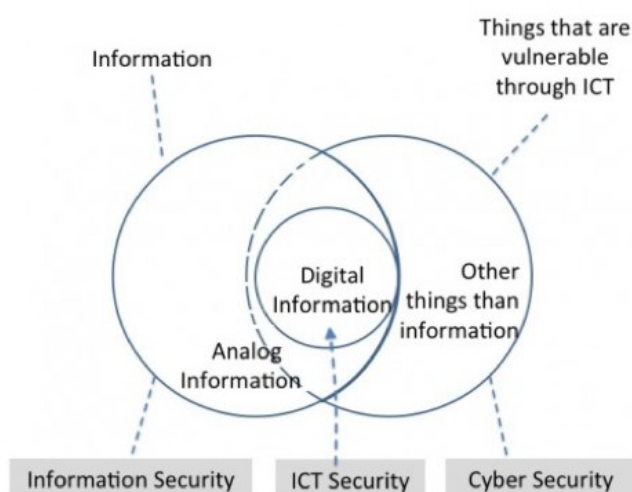 Information
Things that are
vulnerable
through ICT
Digital
Information
Other
things than
information
Analog
Information
Information Security
ICT Security
Cyber Security